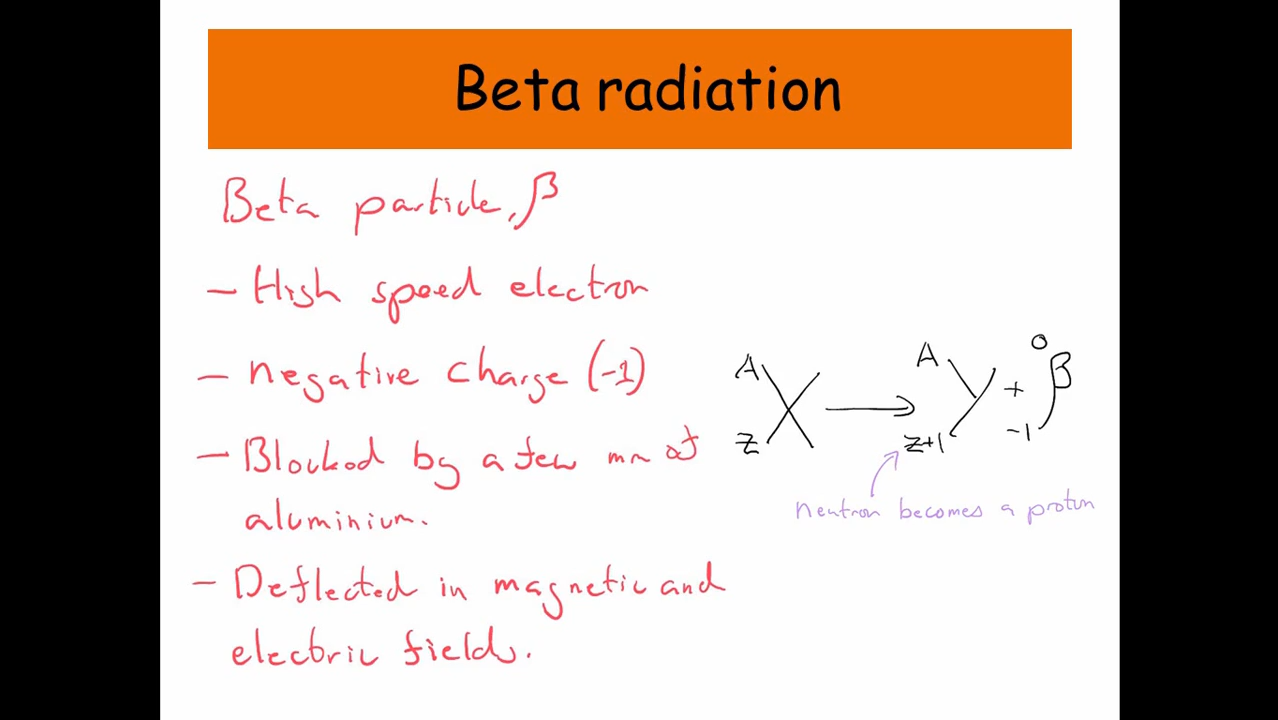 Beta radiation
Beta particle, β
- High speed electron
- negative charge (-1)
- Blocked by a few mm of
aluminium.
- Deflected in magnetic and
electric fields.
A A 0
X → Y + β
Z Z+1 -1
neutron becomes a proton